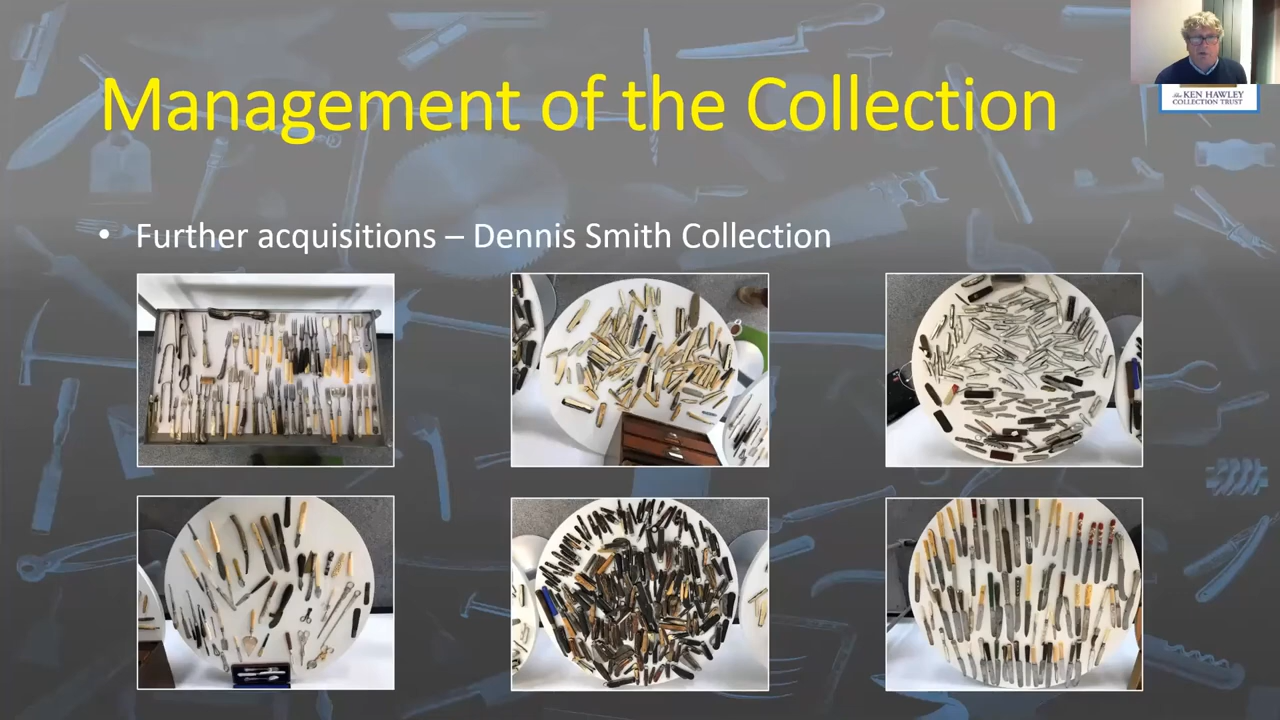 Management of the Collection
The KEN HAWLEY
COLLECTION TRUST
• Further acquisitions – Dennis Smith Collection